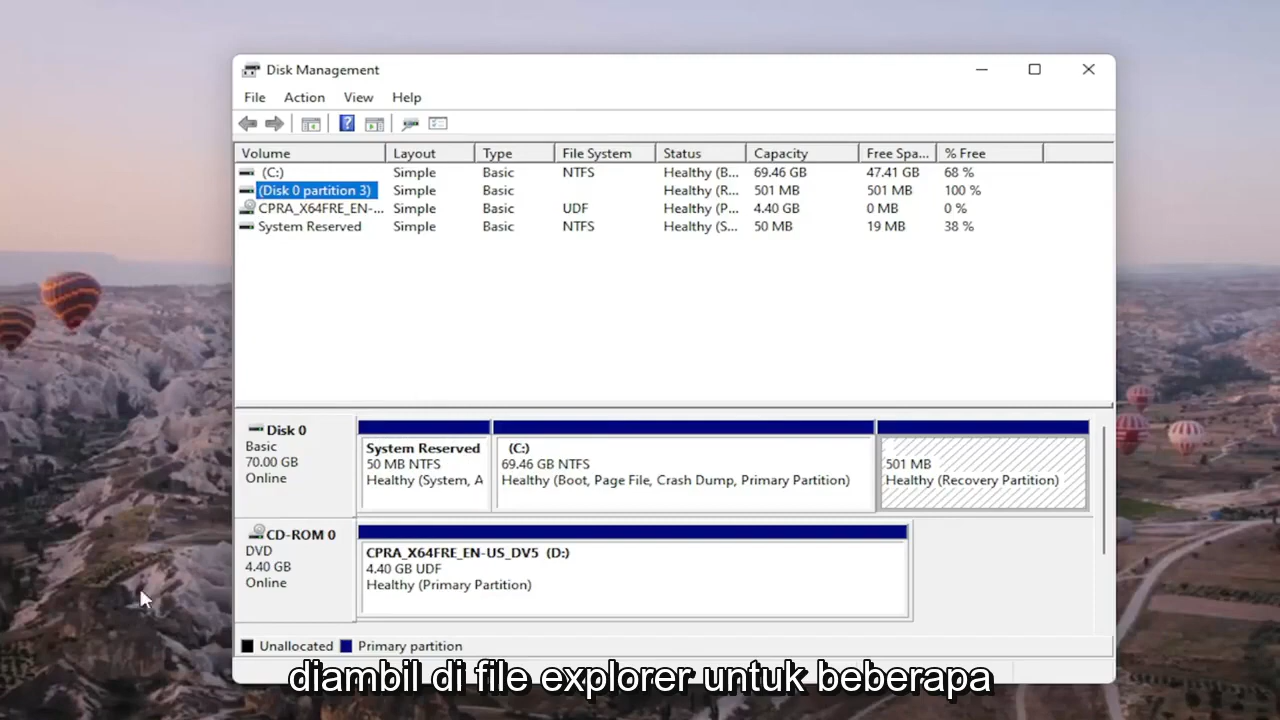 Disk Management
File Action View Help
Volume Layout Type File System Status Capacity Free Spa... % Free
(C:) Simple Basic NTFS Healthy (B... 69.46 GB 47.41 GB 68 %
(Disk 0 partition 3) Simple Basic Healthy (R... 501 MB 501 MB 100 %
CPRA_X64FRE_EN-... Simple Basic UDF Healthy (P... 4.40 GB 0 MB 0 %
System Reserved Simple Basic NTFS Healthy (S... 50 MB 19 MB 38 %
Disk 0
Basic
70.00 GB
Online
System Reserved
50 MB NTFS
Healthy (System, A
(C:)
69.46 GB NTFS
Healthy (Boot, Page File, Crash Dump, Primary Partition)
501 MB
Healthy (Recovery Partition)
CD-ROM 0
DVD
4.40 GB
Online
CPRA_X64FRE_EN-US_DV5 (D:)
4.40 GB UDF
Healthy (Primary Partition)
Unallocated Primary partition
diambil di file explorer untuk beberapa